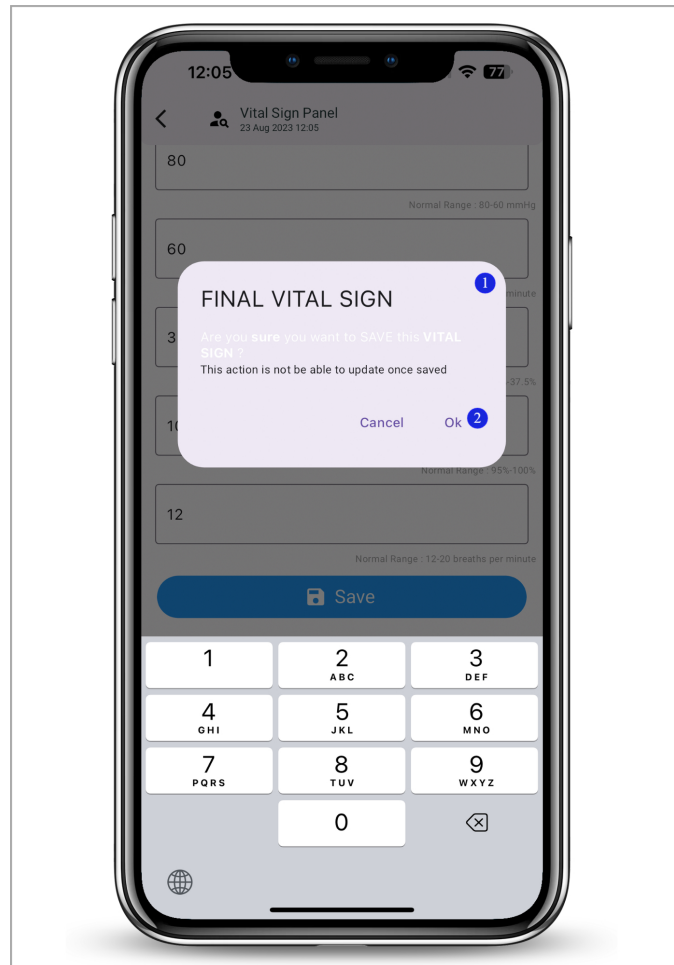 12:05
77
Vital Sign Panel
23 Aug 2023 12:05
80
Normal Range : 80-60 mmHg
60
minute
FINAL VITAL SIGN
1
Are you sure you want to SAVE this VITAL
SIGN ?
This action is not be able to update once saved
3
-37.5%
Cancel
Ok
2
10
Normal Range : 95%-100%
12
Normal Range : 12-20 breaths per minute
Save
1
2
ABC
3
DEF
4
GHI
5
JKL
6
MNO
7
PQRS
8
TUV
9
WXYZ
0